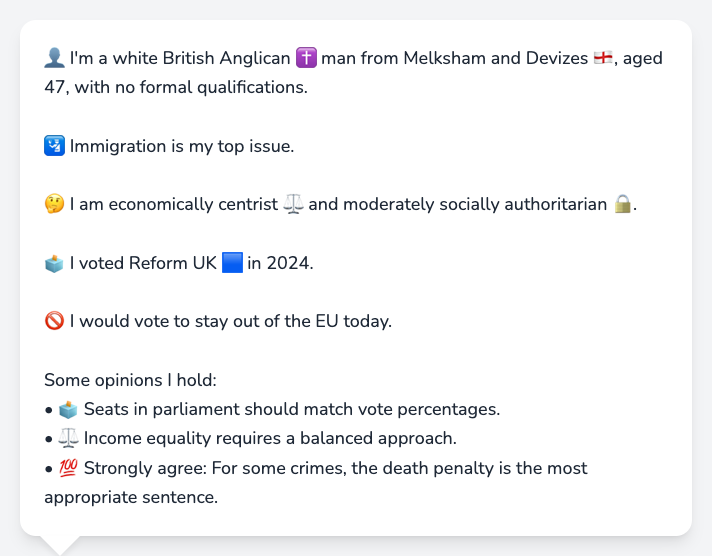 👤 I'm a white British Anglican ✝️ man from Melksham and Devizes 🏴󠁧󠁢󠁥󠁮󠁧󠁿, aged
47, with no formal qualifications.
🛂 Immigration is my top issue.
🤔 I am economically centrist ⚖️ and moderately socially authoritarian 🔒.
🗳️ I voted Reform UK 🟦 in 2024.
🚫 I would vote to stay out of the EU today.
Some opinions I hold:
• 🗳️ Seats in parliament should match vote percentages.
• ⚖️ Income equality requires a balanced approach.
• 💯 Strongly agree: For some crimes, the death penalty is the most
appropriate sentence.